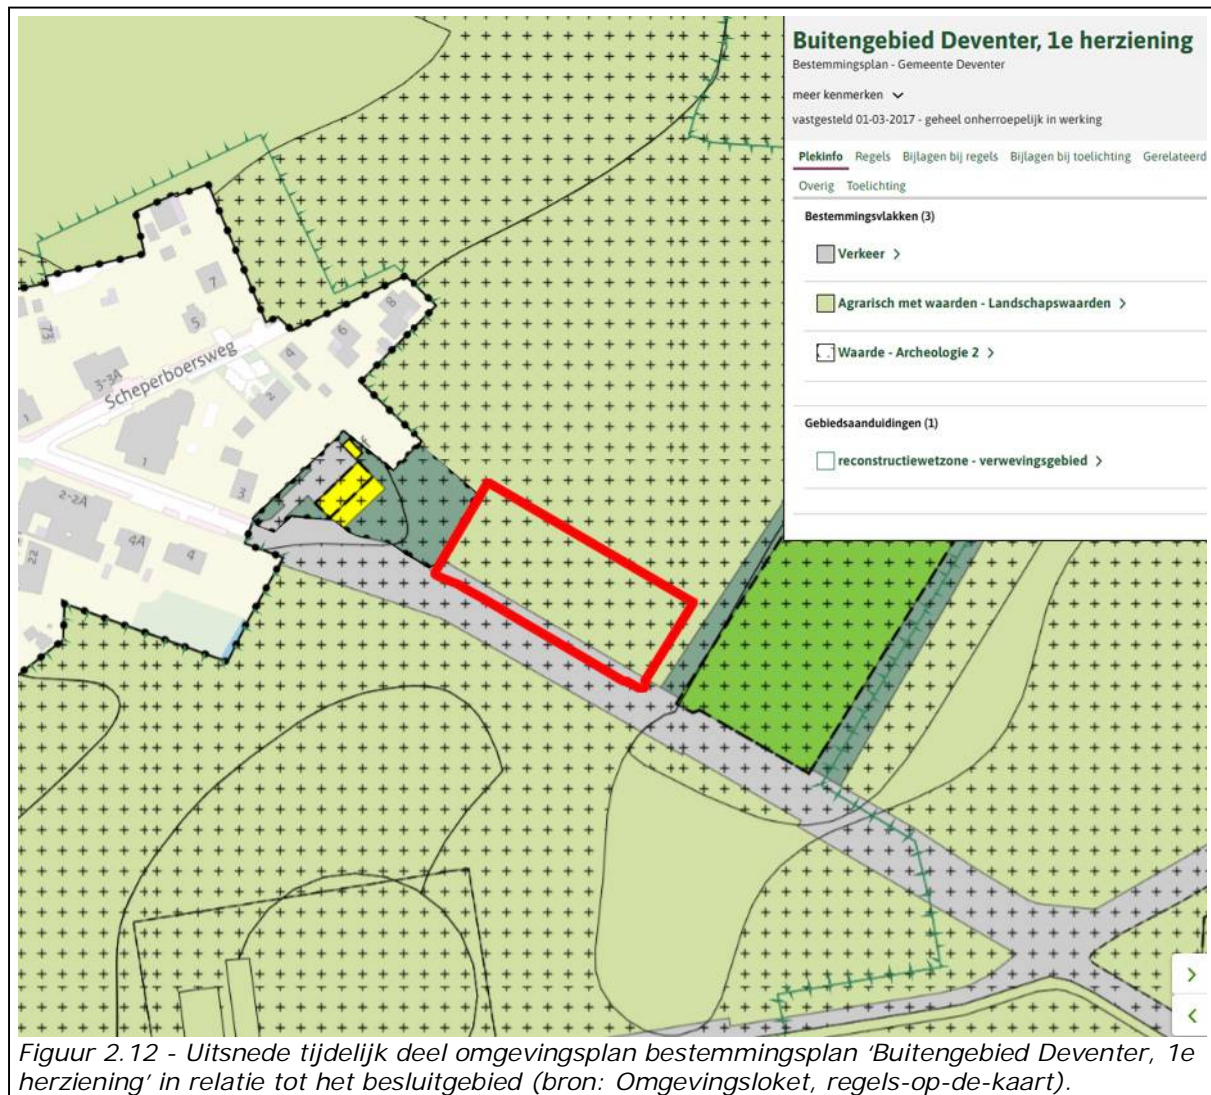 Buitengebied Deventer, 1e herziening
Bestemmingsplan - Gemeente Deventer
meer kenmerken
vastgesteld 01-03-2017 - geheel onherroepelijk in werking
Plekinfo Regels Bijlagen bij regels Bijlagen bij toelichting Gerelateerd
Overig Toelichting
Bestemmingsvlakken (3)
Verkeer >
Agrarisch met waarden - Landschapswaarden >
Waarde - Archeologie 2 >
Gebiedsaanduidingen (1)
reconstructiewetzone - verwevingsgebied >
7
5
8
6
4
2
73
3-3A
Scheperboersweg
1
1
3
2-2A
4A
4
22
Figuur 2.12 - Uitsnede tijdelijk deel omgevingsplan bestemmingsplan ‘Buitengebied Deventer, 1e
herziening’ in relatie tot het besluitgebied (bron: Omgevingsloket, regels-op-de-kaart).